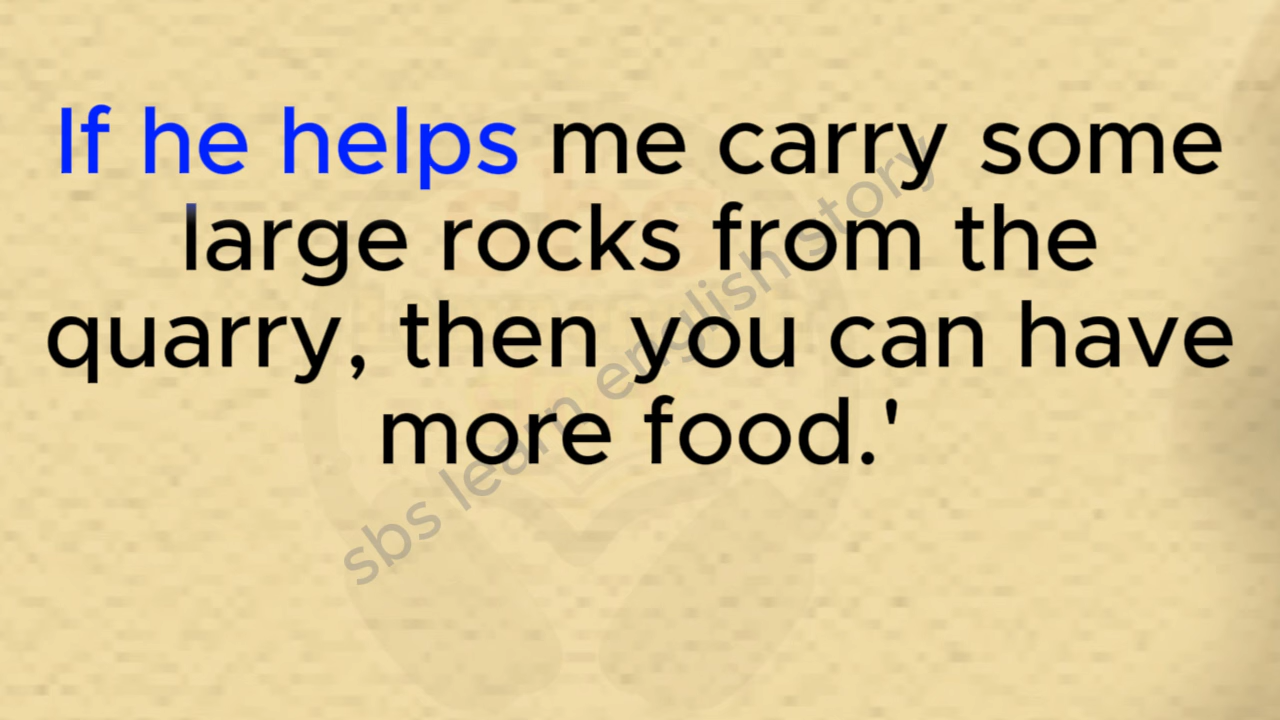 If he helps me carry some
large rocks from the
quarry, then you can have
more food.'
sbs learn english story